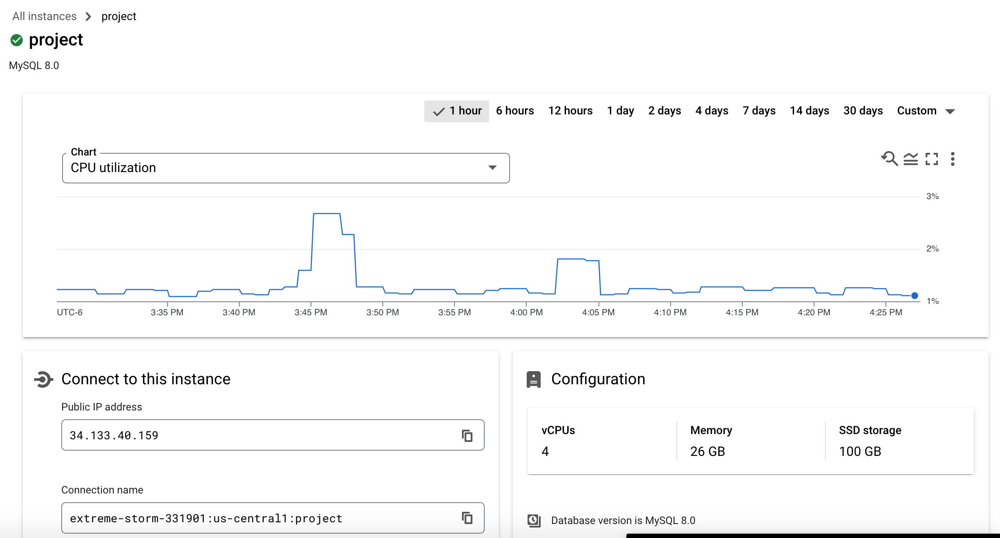 All instances > project
project
MySQL 8.0
1 hour 6 hours 12 hours 1 day 2 days 4 days 7 days 14 days 30 days Custom
Chart
CPU utilization
3%
2%
1%
UTC-6 3:35 PM 3:40 PM 3:45 PM 3:50 PM 3:55 PM 4:00 PM 4:05 PM 4:10 PM 4:15 PM 4:20 PM 4:25 PM
Connect to this instance
Public IP address
34.133.40.159
Connection name
extreme-storm-331901:us-central1:project
Configuration
vCPUs Memory SSD storage
4 26 GB 100 GB
Database version is MySQL 8.0